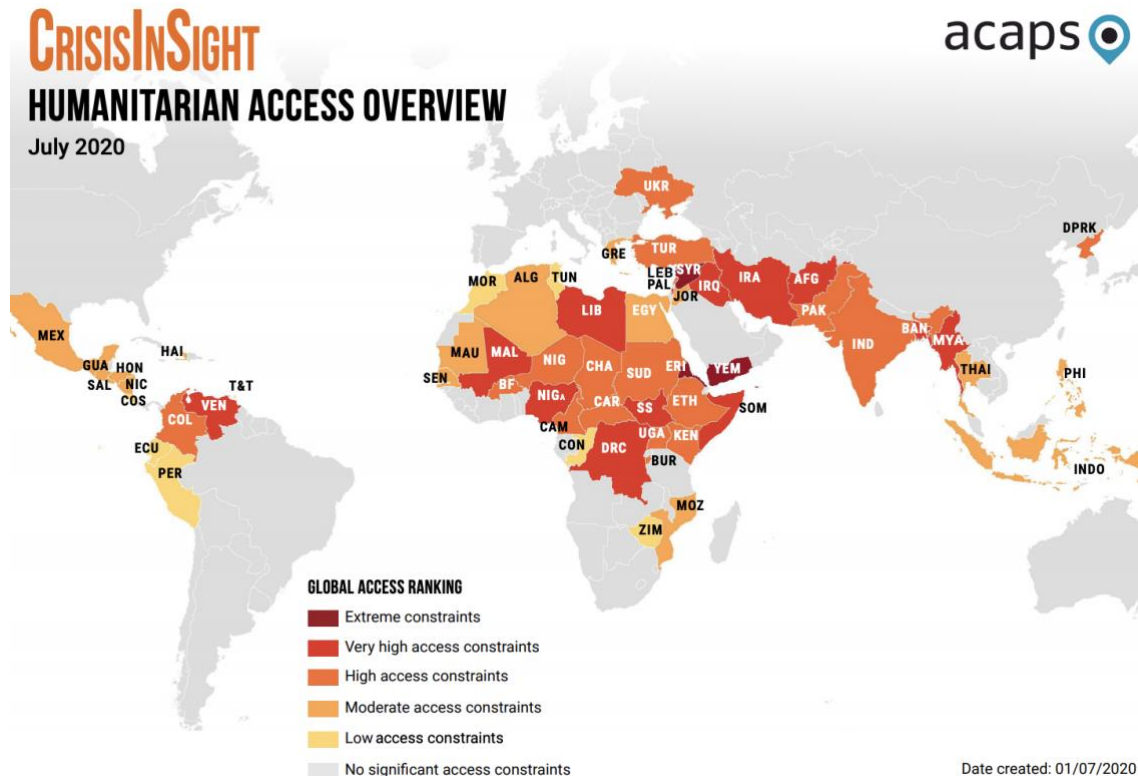 CRISISINSIGHT
acaps
HUMANITARIAN ACCESS OVERVIEW
July 2020
UKR
DPRK
GRE
TUR
LEB
SYR
PAL
IRQ
IRA
AFG
JOR
MOR
ALG
TUN
LIB
EGY
PAK
IND
BAN
MYA
THAI
PHI
INDO
MEX
HAI
GUA
HON
SAL
NIC
COS
T&T
VEN
COL
ECU
PER
MAU
MAL
NIG
CHA
SUD
ERI
YEM
SEN
BF
NIGA
CAR
SS
ETH
SOM
CAM
CON
DRC
UGA
KEN
BUR
MOZ
ZIM
GLOBAL ACCESS RANKING
Extreme constraints
Very high access constraints
High access constraints
Moderate access constraints
Low access constraints
No significant access constraints
Date created: 01/07/2020